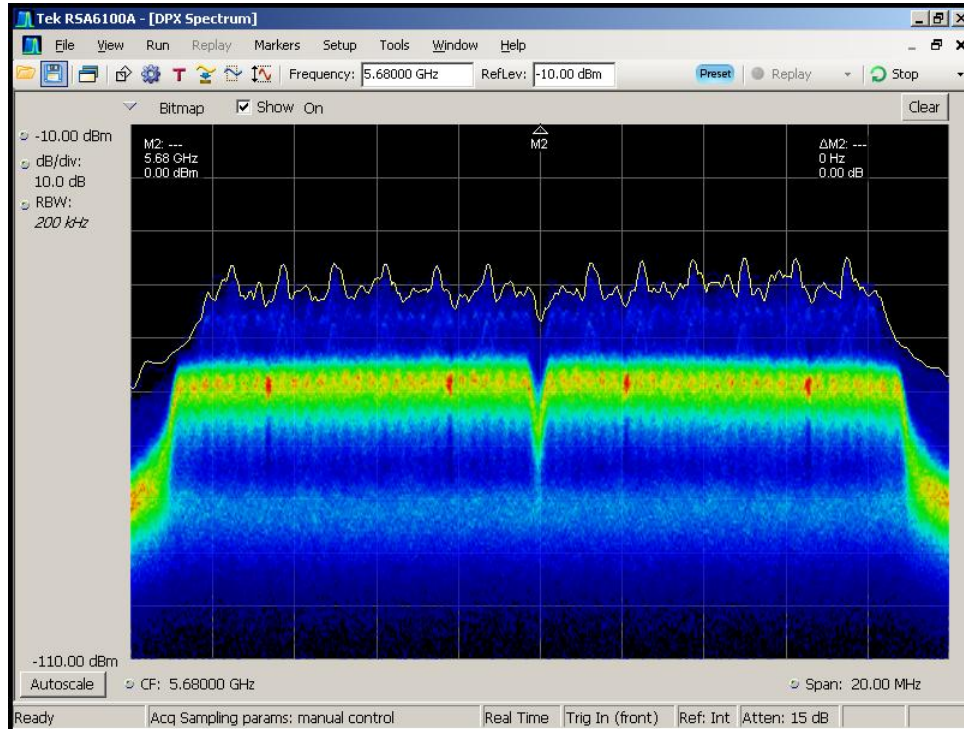 Tek RSA6100A - [DPX Spectrum]
File View Run Replay Markers Setup Tools Window Help
T Frequency: 5.68000 GHz RefLev: -10.00 dBm Preset Replay Stop
Bitmap Show On Clear
-10.00 dBm
dB/div:
10.0 dB
RBW:
200 kHz
M2: ---
5.68 GHz
0.00 dBm
M2
ΔM2: ---
0 Hz
0.00 dB
-110.00 dBm
Autoscale CF: 5.68000 GHz Span: 20.00 MHz
Ready Acq Sampling params: manual control Real Time Trig In (front) Ref: Int Atten: 15 dB